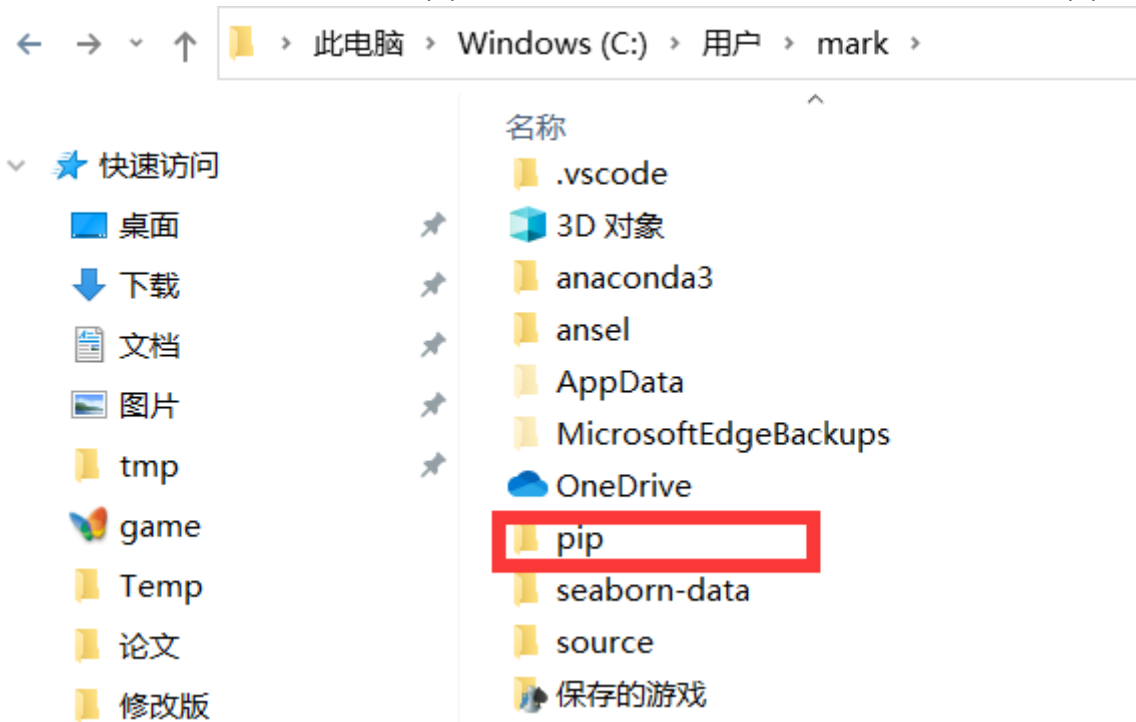 此电脑 › Windows (C:) › 用户 › mark ›
快速访问
桌面
下载
文档
图片
tmp
game
Temp
论文
修改版
名称
.vscode
3D 对象
anaconda3
ansel
AppData
MicrosoftEdgeBackups
OneDrive
pip
seaborn-data
source
保存的游戏